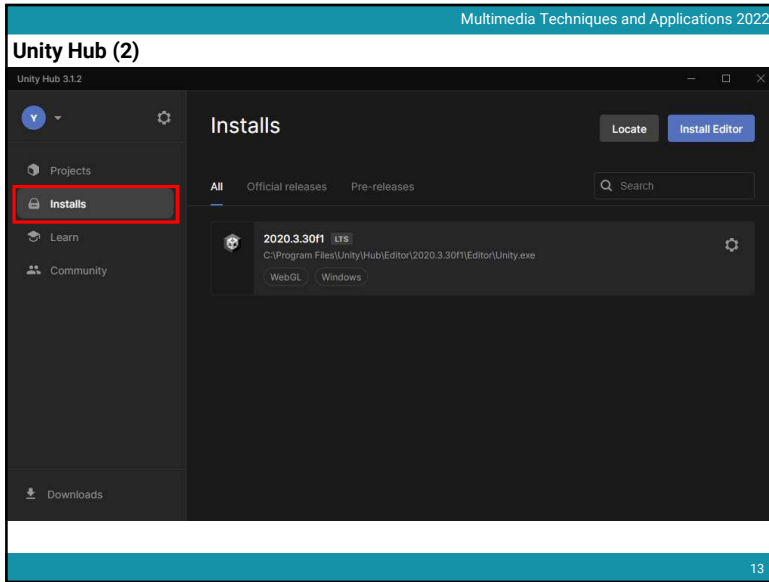 Multimedia Techniques and Applications 2022
Unity Hub (2)
Unity Hub 3.1.2
Y
Installs
Locate
Install Editor
Projects
Installs
Learn
Community
All Official releases Pre-releases
Search
2020.3.30f1 LTS
C:\Program Files\Unity\Hub\Editor\2020.3.30f1\Editor\Unity.exe
WebGL Windows
Downloads
13